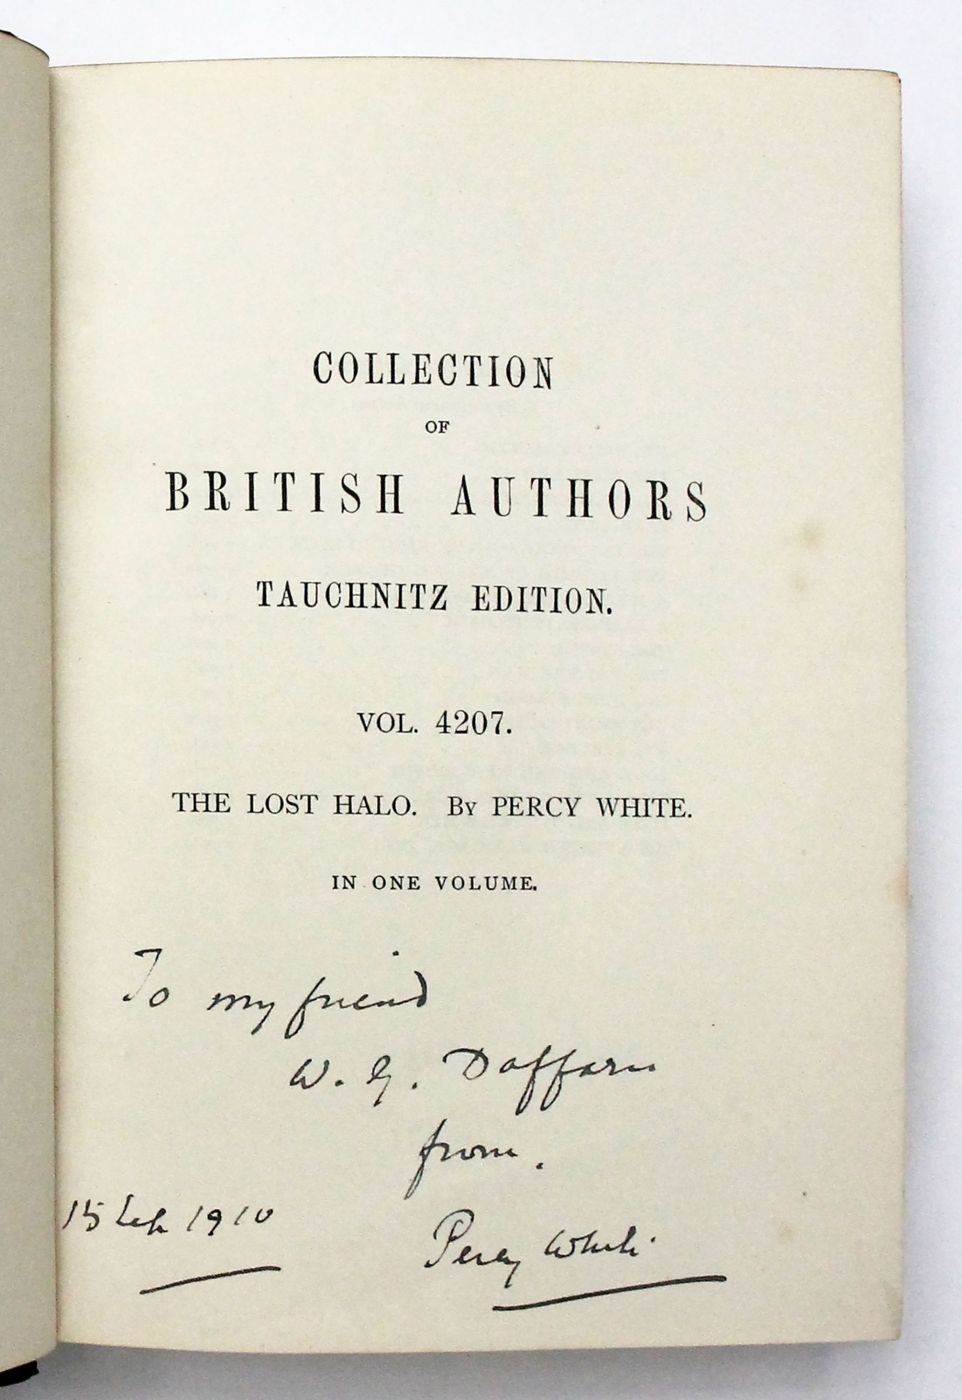 COLLECTION
OF
BRITISH AUTHORS
TAUCHNITZ EDITION.
VOL. 4207.
THE LOST HALO. BY PERCY WHITE.
IN ONE VOLUME.
To my friend
W. G. Daffarn
from.
15 Feb 1910
Percy White